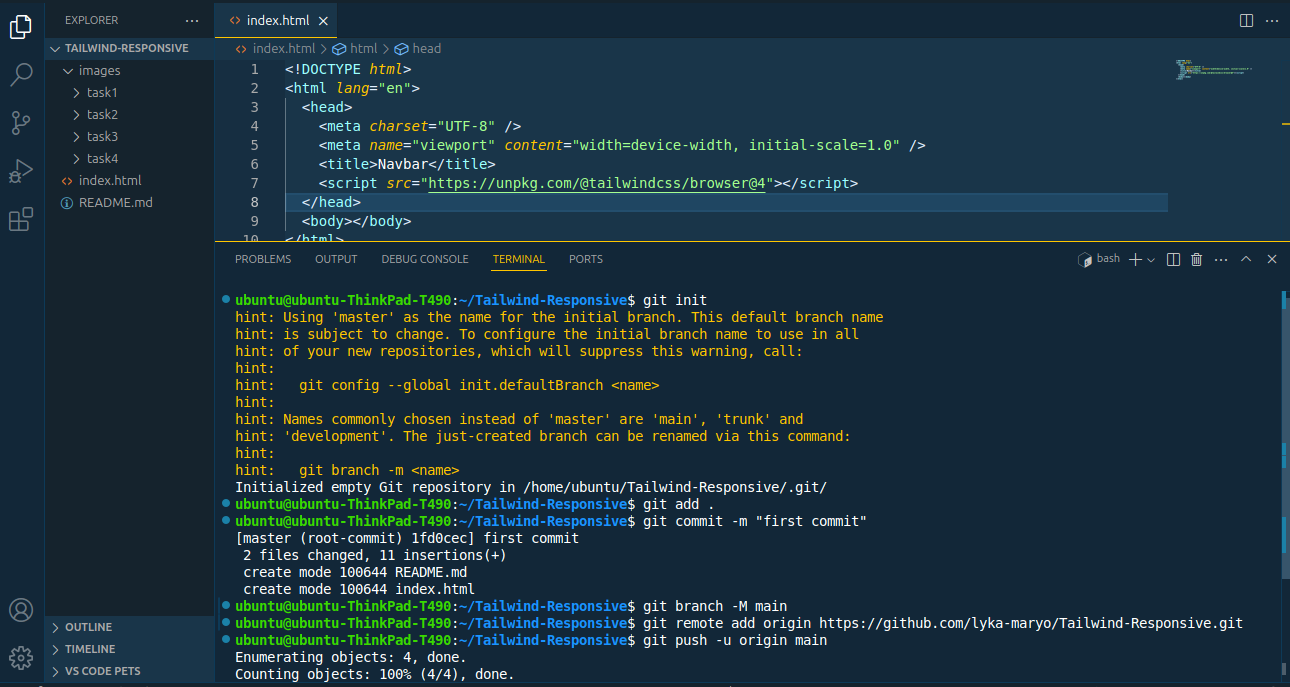 EXPLORER
TAILWIND-RESPONSIVE
images
task1
task2
task3
task4
index.html
README.md
OUTLINE
TIMELINE
VS CODE PETS
index.html
index.html html head
1 <!DOCTYPE html>
2 <html lang="en">
3 <head>
4 <meta charset="UTF-8" />
5 <meta name="viewport" content="width=device-width, initial-scale=1.0" />
6 <title>Navbar</title>
7 <script src="https://unpkg.com/@tailwindcss/browser@4"></script>
8 </head>
9 <body></body>
10 </html>
PROBLEMS OUTPUT DEBUG CONSOLE TERMINAL PORTS bash
ubuntu@ubuntu-ThinkPad-T490:~/Tailwind-Responsive$ git init
hint: Using 'master' as the name for the initial branch. This default branch name
hint: is subject to change. To configure the initial branch name to use in all
hint: of your new repositories, which will suppress this warning, call:
hint:
hint: git config --global init.defaultBranch <name>
hint:
hint: Names commonly chosen instead of 'master' are 'main', 'trunk' and
hint: 'development'. The just-created branch can be renamed via this command:
hint:
hint: git branch -m <name>
Initialized empty Git repository in /home/ubuntu/Tailwind-Responsive/.git/
ubuntu@ubuntu-ThinkPad-T490:~/Tailwind-Responsive$ git add .
ubuntu@ubuntu-ThinkPad-T490:~/Tailwind-Responsive$ git commit -m "first commit"
[master (root-commit) 1fd0cec] first commit
2 files changed, 11 insertions(+)
create mode 100644 README.md
create mode 100644 index.html
ubuntu@ubuntu-ThinkPad-T490:~/Tailwind-Responsive$ git branch -M main
ubuntu@ubuntu-ThinkPad-T490:~/Tailwind-Responsive$ git remote add origin https://github.com/lyka-maryo/Tailwind-Responsive.git
ubuntu@ubuntu-ThinkPad-T490:~/Tailwind-Responsive$ git push -u origin main
Enumerating objects: 4, done.
Counting objects: 100% (4/4), done.